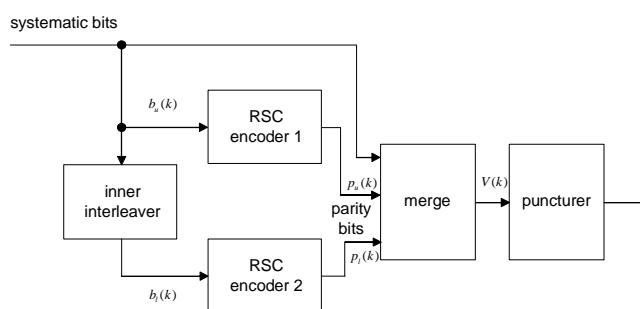 systematic bits
b_u(k)
RSC
encoder 1
inner
interleaver
p_u(k)
parity
bits
p_l(k)
merge
V(k)
puncturer
b_l(k)
RSC
encoder 2